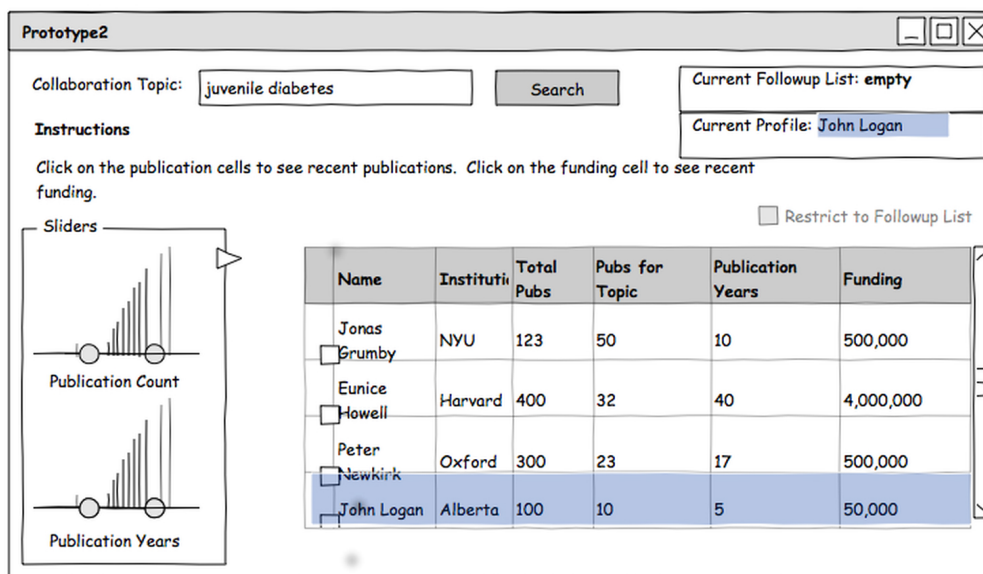 Prototype2
Collaboration Topic: juvenile diabetes Search
Current Followup List: empty
Current Profile: John Logan
Instructions
Click on the publication cells to see recent publications. Click on the funding cell to see recent
funding.
Restrict to Followup List
Sliders
Publication Count
Publication Years
Name Instituti Total Pubs Pubs for Topic Publication Years Funding
Jonas Grumby NYU 123 50 10 500,000
Eunice Howell Harvard 400 32 40 4,000,000
Peter Newkirk Oxford 300 23 17 500,000
John Logan Alberta 100 10 5 50,000